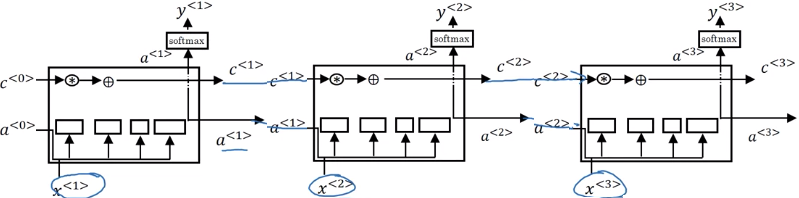 y<1> y<2> y<3>
softmax softmax softmax
a<1> a<2> a<3>
c<0> c<1> c<1> c<2> c<2> c<3>
a<0> a<1> a<1> a<2> a<2> a<3>
x<1> x<2> x<3>